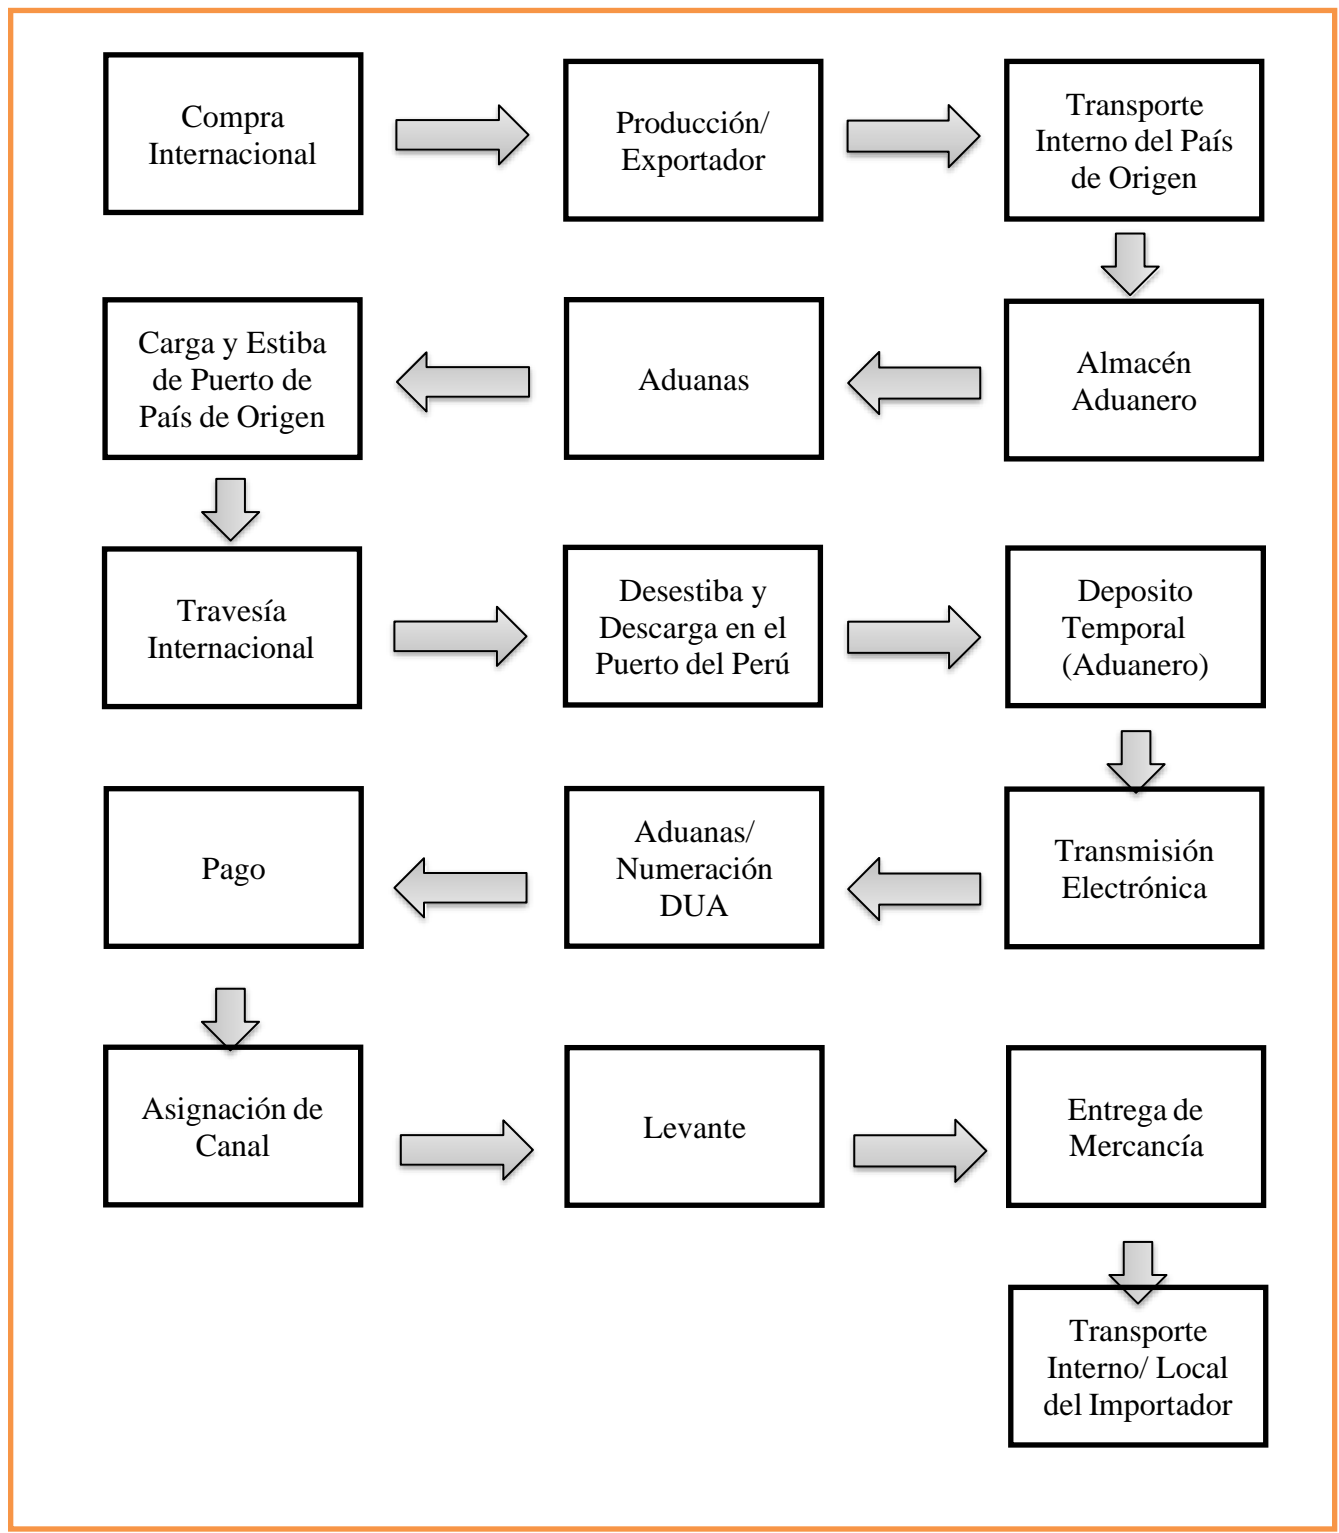 Compra
Internacional
Producción/
Exportador
Transporte
Interno del País
de Origen
Almacén
Aduanero
Aduanas
Carga y Estiba
de Puerto de
País de Origen
Travesía
Internacional
Desestiba y
Descarga en el
Puerto del Perú
Deposito
Temporal
(Aduanero)
Transmisión
Electrónica
Aduanas/
Numeración
DUA
Pago
Asignación de
Canal
Levante
Entrega de
Mercancía
Transporte
Interno/ Local
del Importador